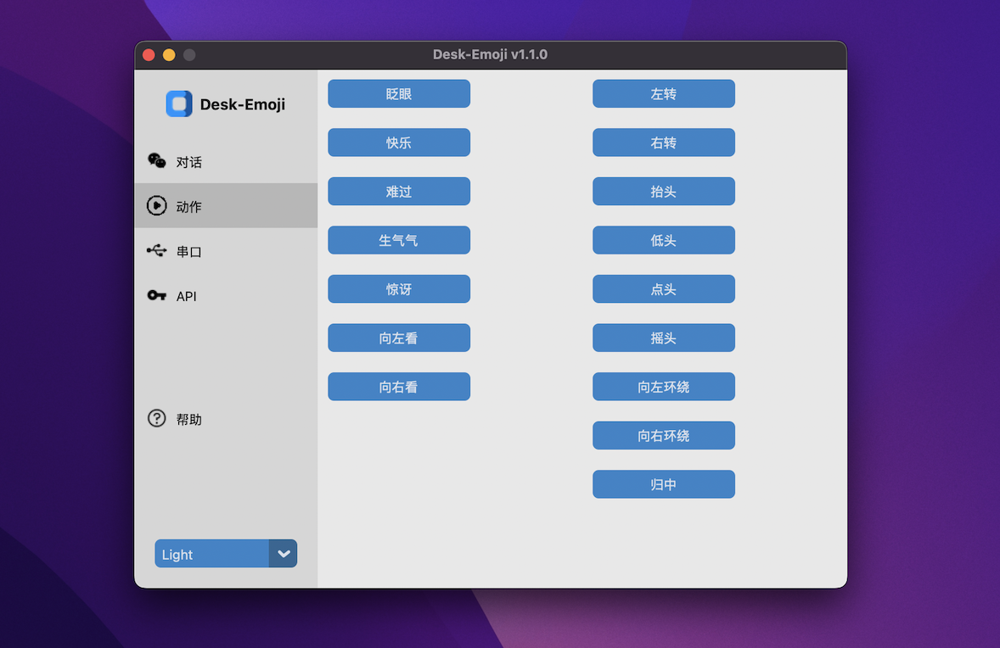 Desk-Emoji v1.1.0
Desk-Emoji
对话
动作
串口
API
帮助
Light
眨眼
快乐
难过
生气气
惊讶
向左看
向右看
左转
右转
抬头
低头
点头
摇头
向左环绕
向右环绕
归中